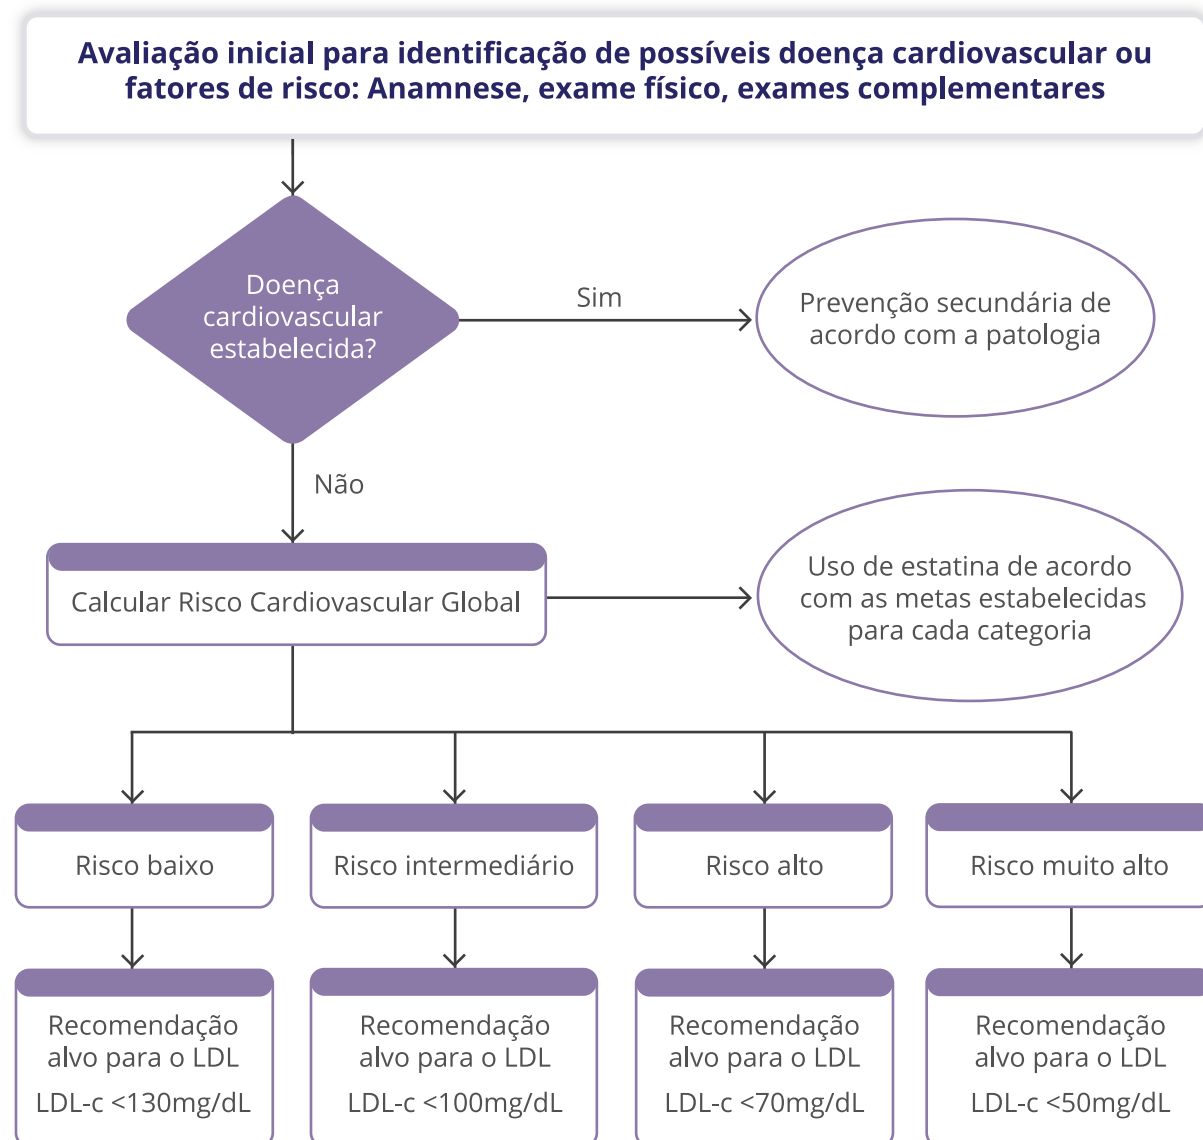 Avaliação inicial para identificação de possíveis doença cardiovascular ou
fatores de risco: Anamnese, exame físico, exames complementares
Doença
cardiovascular
estabelecida?
Sim
Prevenção secundária de
acordo com a patologia
Não
Calcular Risco Cardiovascular Global
Uso de estatina de acordo
com as metas estabelecidas
para cada categoria
Risco baixo
Risco intermediário
Risco alto
Risco muito alto
Recomendação
alvo para o LDL
LDL-c <130mg/dL
Recomendação
alvo para o LDL
LDL-c <100mg/dL
Recomendação
alvo para o LDL
LDL-c <70mg/dL
Recomendação
alvo para o LDL
LDL-c <50mg/dL